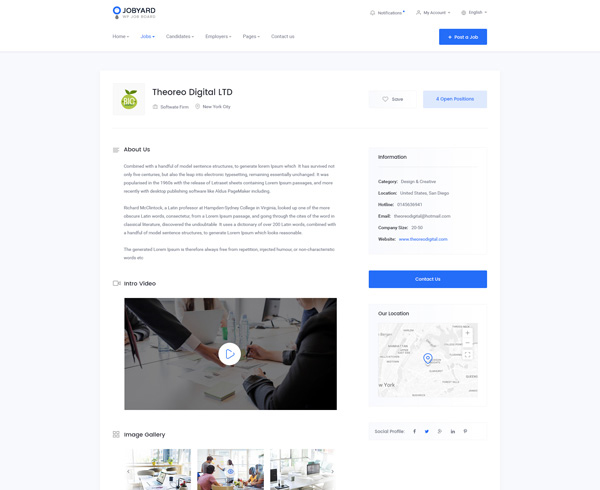 JOBYARD
WP JOB BOARD
Notifications
My Account
English
Home
Jobs
Candidates
Employers
Pages
Contact us
+ Post a Job
BIG
Theoreo Digital LTD
Software Firm
New York City
Save
4 Open Positions
About Us
Combined with a handful of model sentence structures, to generate lorem Ipsum which It has survived not
only five centuries, but also the leap into electronic typesetting, remaining essentially unchanged. It was
popularised in the 1960s with the release of Letraset sheets containing Lorem Ipsum passages, and more
recently with desktop publishing software like Aldus PageMaker including.
Richard McClintock, a Latin professor at Hampden-Sydney College in Virginia, looked up one of the more
obscure Latin words, consectetur, from a Lorem Ipsum passage, and going through the cites of the word in
classical literature, discovered the undoubtable It uses a dictionary of over 200 Latin words, combined with
a handful of model sentence structures, to generate Lorem Ipsum which looks reasonable.
The generated Lorem Ipsum is therefore always free from repetition, injected humour, or non-characteristic
words etc.
Intro Video
Image Gallery
Information
Category: Design & Creative
Location: United States, San Diego
Hotline: 0145636941
Email: theoreodigital@hotmail.com
Company Size: 20-50
Website: www.theoreodigital.com
Contact Us
Our Location
MANHATTAN
w York
Social Profile: